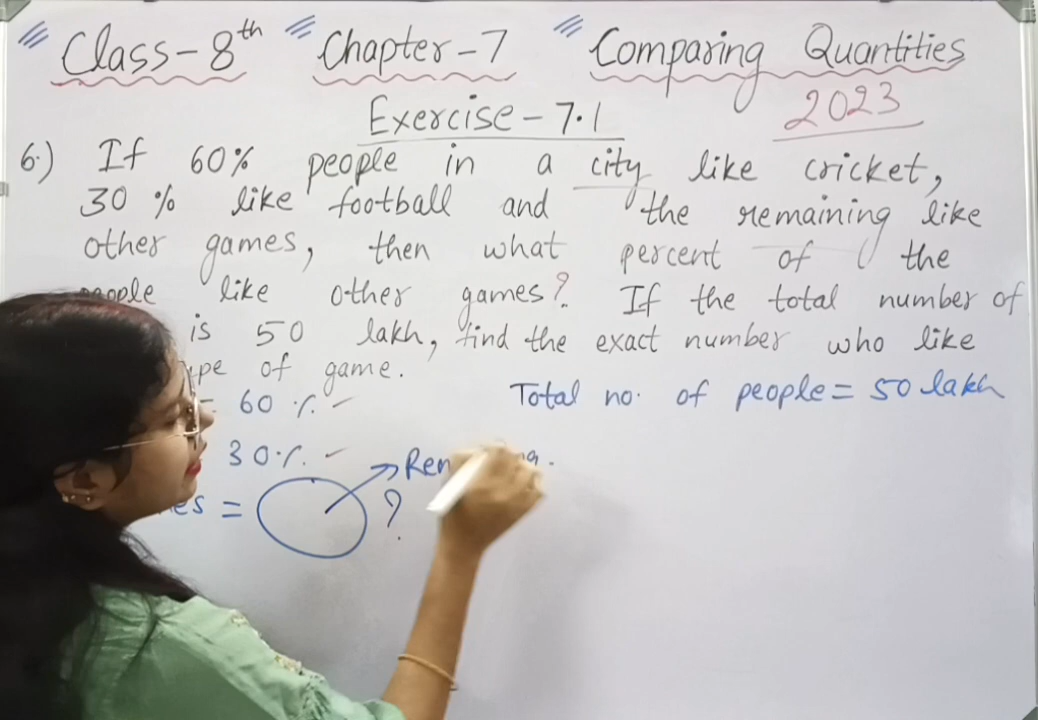 Class-8th Chapter-7 Comparing Quantities
2023
Exercise-7.1
6.) If 60% people in a city like cricket,
30% like football and the remaining like
other games, then what percent of the
people like other games? If the total number of
is 50 lakh, find the exact number who like
of game.
60 %. Total no. of people = 50 lakh
30 %.
=
?